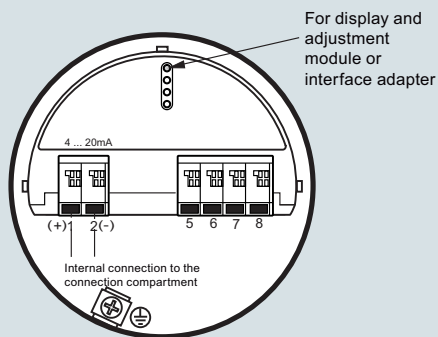 For display and
adjustment
module or
interface adapter
4 ... 20mA
(+)1 2(-) 5 6 7 8
Internal connection to the
connection compartment